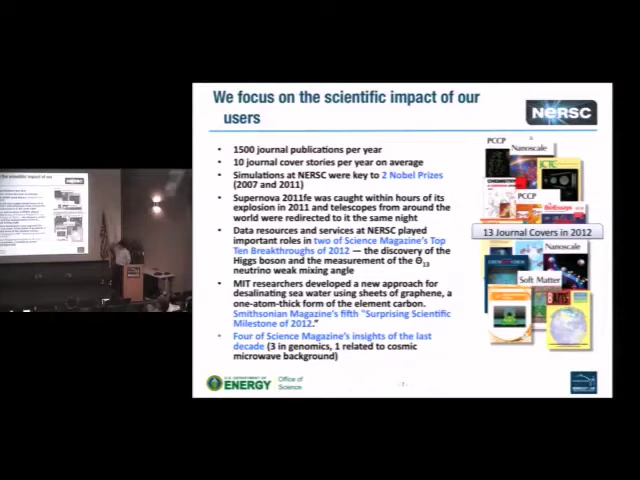 We focus on the scientific impact of our
users
NERSC
1500 journal publications per year
10 journal cover stories per year on average
Simulations at NERSC were key to 2 Nobel Prizes
(2007 and 2011)
Supernova 2011fe was caught within hours of its
explosion in 2011 and telescopes from around the
world were redirected to it the same night
Data resources and services at NERSC played
important roles in two of Science Magazine's Top
Ten Breakthroughs of 2012 — the discovery of the
Higgs boson and the measurement of the Θ13
neutrino weak mixing angle
MIT researchers developed a new approach for
desalinating sea water using sheets of graphene, a
one-atom-thick form of the element carbon.
Smithsonian Magazine's fifth "Surprising Scientific
Milestone of 2012."
Four of Science Magazine's insights of the last
decade (3 in genomics, 1 related to cosmic
microwave background)
PCCP
Nanoscale
JCTC
PCCP
13 Journal Covers in 2012
Nanoscale
Soft Matter
U.S. DEPARTMENT OF
ENERGY
Office of
Science
- 7 -